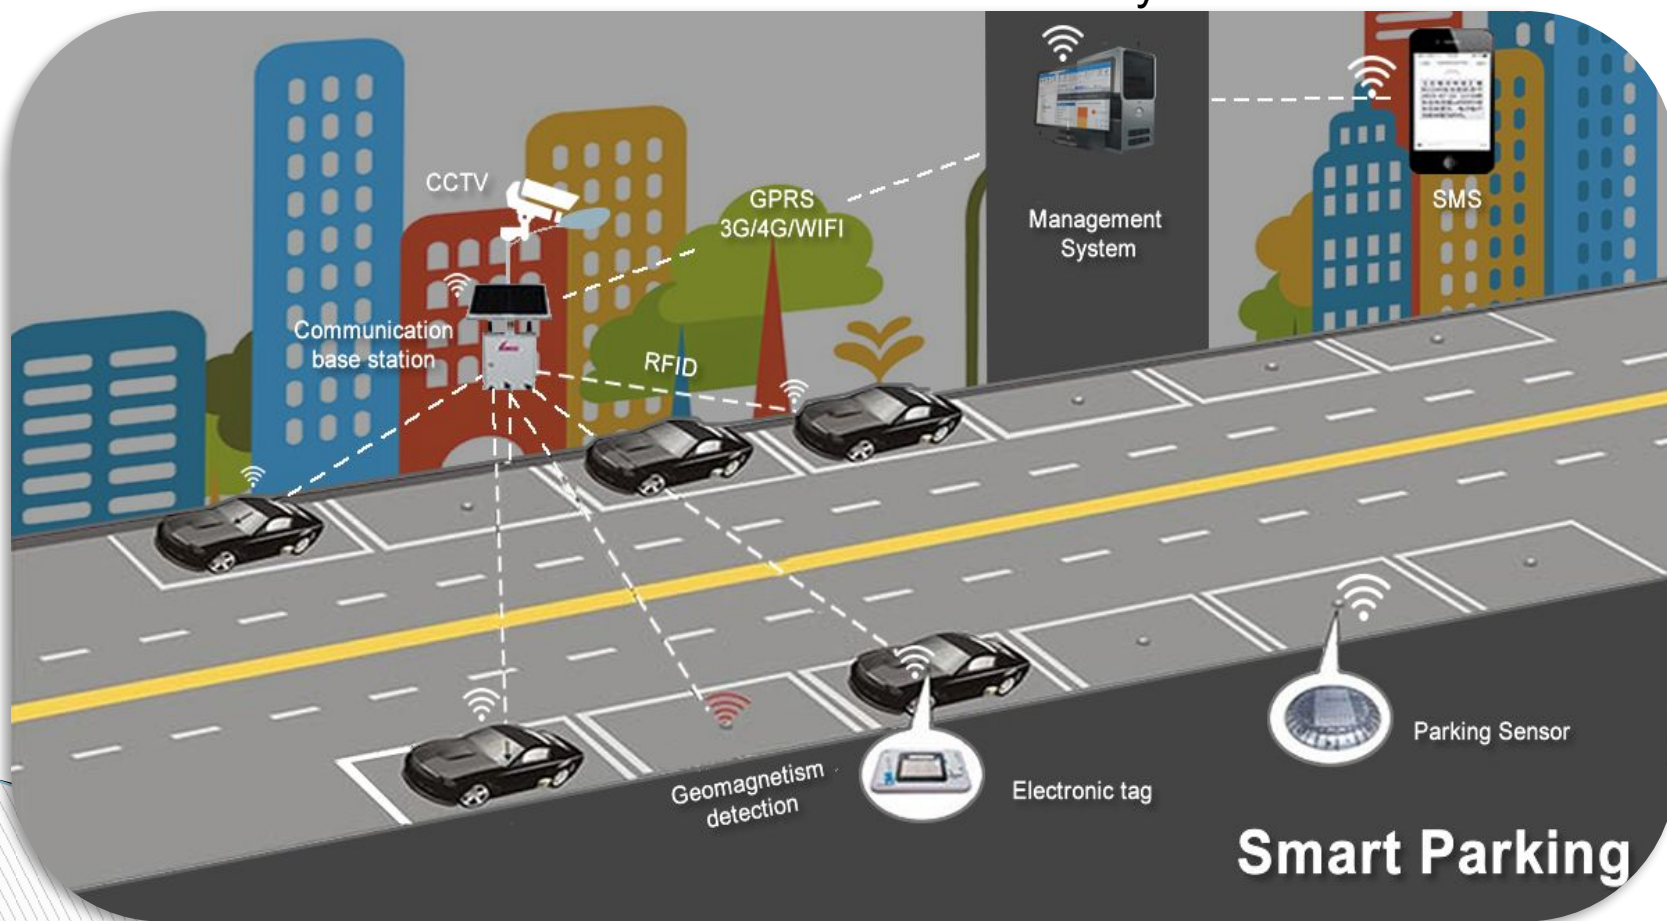 CCTV
GPRS
3G/4G/WIFI
Management
System
SMS
Communication
base station
RFID
Geomagnetism
detection
Electronic tag
Parking Sensor
Smart Parking